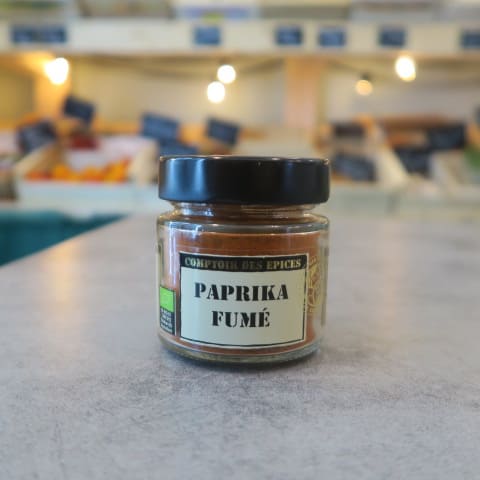 COMPTOIR DES EPICES
PAPRIKA
FUMÉ